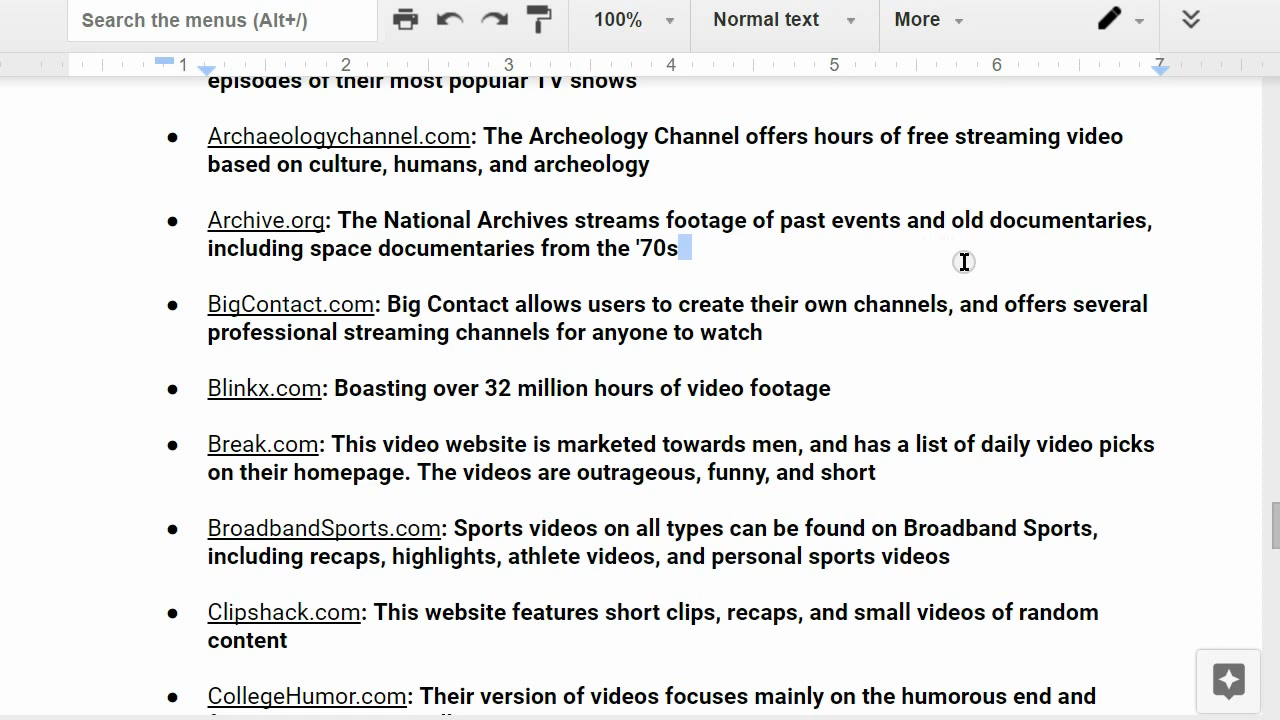 Search the menus (Alt+/) 100% Normal text More
1 2 3 4 5 6 7
episodes of their most popular TV shows
● Archaeologychannel.com: The Archeology Channel offers hours of free streaming video
based on culture, humans, and archeology
● Archive.org: The National Archives streams footage of past events and old documentaries,
including space documentaries from the '70s
● BigContact.com: Big Contact allows users to create their own channels, and offers several
professional streaming channels for anyone to watch
● Blinkx.com: Boasting over 32 million hours of video footage
● Break.com: This video website is marketed towards men, and has a list of daily video picks
on their homepage. The videos are outrageous, funny, and short
● BroadbandSports.com: Sports videos on all types can be found on Broadband Sports,
including recaps, highlights, athlete videos, and personal sports videos
● Clipshack.com: This website features short clips, recaps, and small videos of random
content
● CollegeHumor.com: Their version of videos focuses mainly on the humorous end and